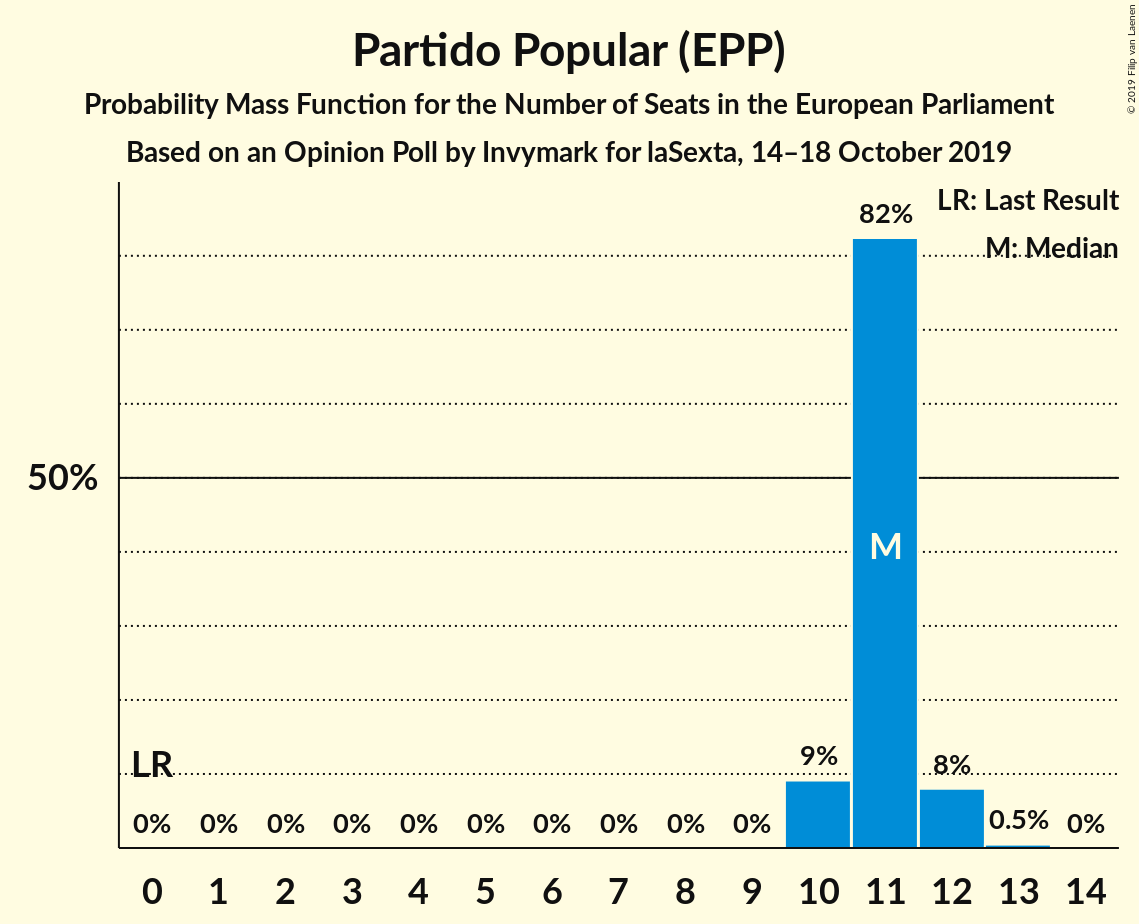 Partido Popular (EPP)
Probability Mass Function for the Number of Seats in the European Parliament
Based on an Opinion Poll by Invymark for laSexta, 14–18 October 2019
© 2019 Filip van Laenen
LR: Last Result
M: Median
82%
50%
M
LR
9%
8%
0% 0% 0% 0% 0% 0% 0% 0% 0% 0% 0.5% 0%
0 1 2 3 4 5 6 7 8 9 10 11 12 13 14